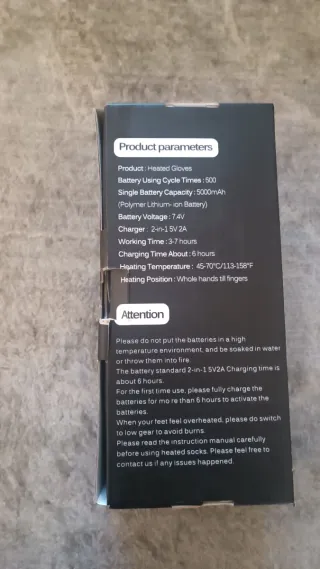 Product parameters
Product : Heated Gloves
Battery Using Cycle Times : 500
Single Battery Capacity : 5000mAh
(Polymer Lithium- ion Battery)
Battery Voltage : 7.4V
Charger : 2-in-1 5V 2A
Working Time : 3-7 hours
Charging Time About : 6 hours
Heating Temperature : 45-70°C/113-158°F
Heating Position : Whole hands till fingers
Attention
Please do not put the batteries in a high
temperature environment, and be soaked in water
or throw them into fire.
The battery standard 2-in-1 5V2A Charging time is
about 6 hours.
For the first time use, please fully charge the
batteries for mo re than 6 hours to activate the
batteries.
When your feet feel overheated, please do switch
to low gear to avoid burns.
Please read the instruction manual carefully
before using heated socks. Please feel free to
contact us if any issues happened.